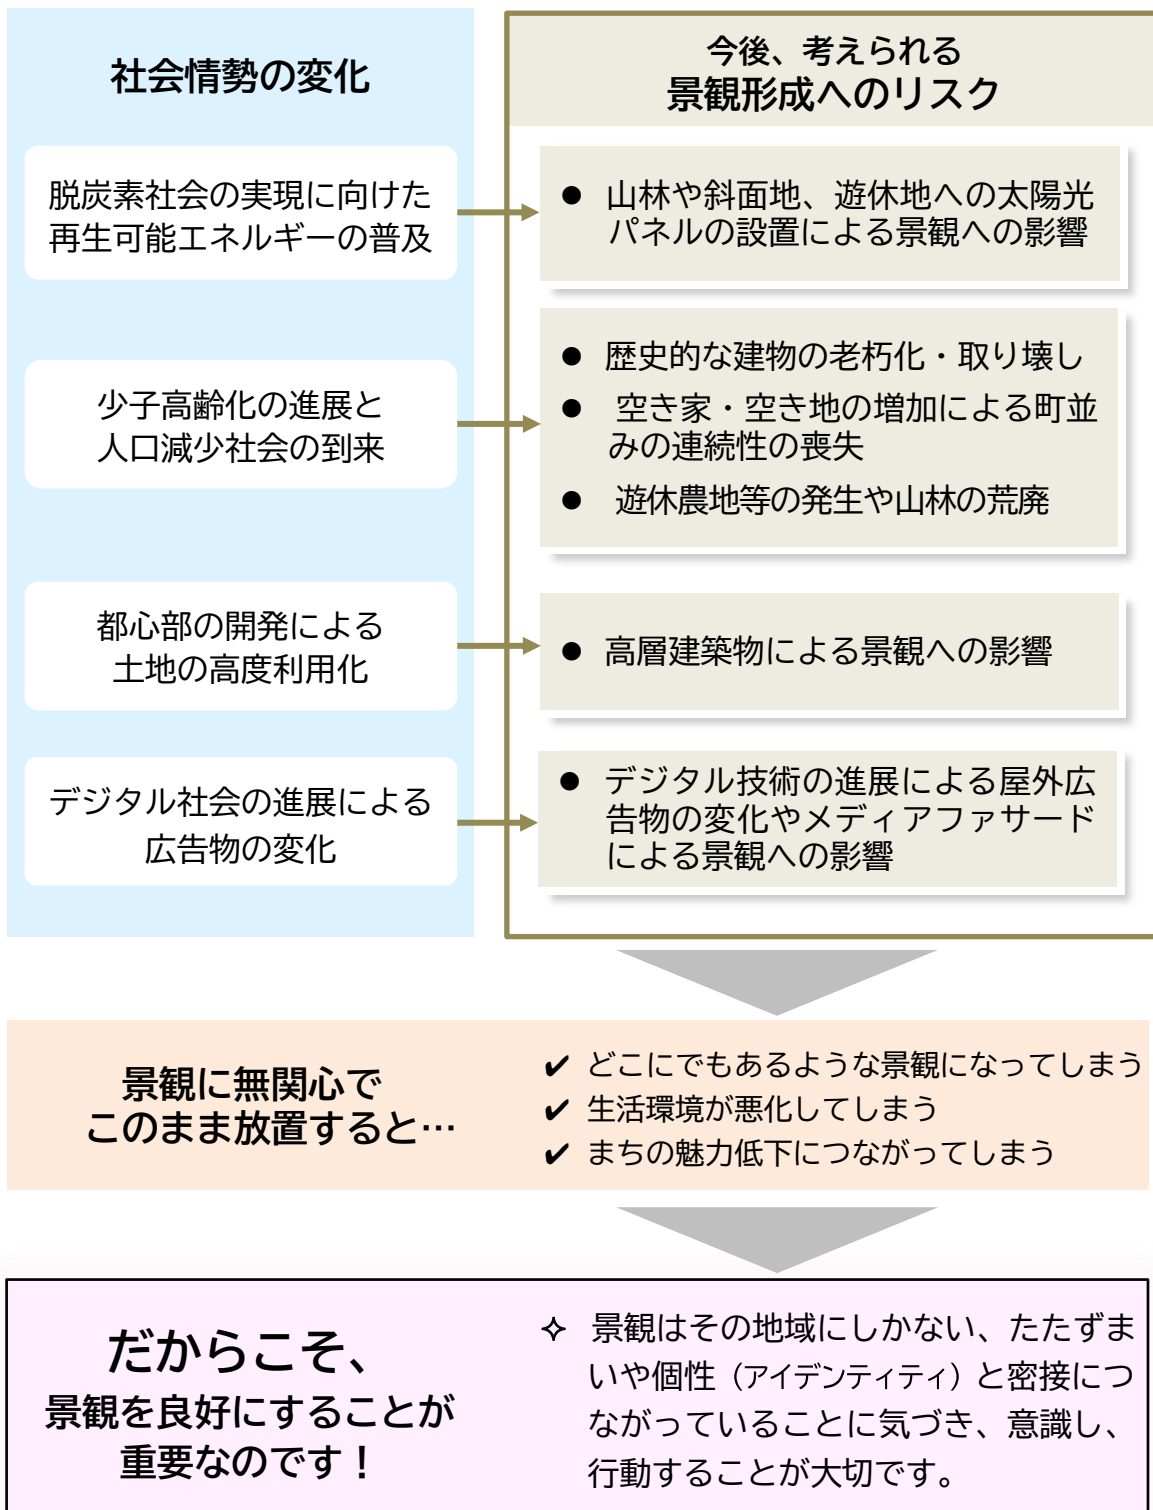 社会情勢の変化
今後、考えられる
景観形成へのリスク
脱炭素社会の実現に向けた
再生可能エネルギーの普及
● 山林や斜面地、遊休地への太陽光
パネルの設置による景観への影響
少子高齢化の進展と
人口減少社会の到来
● 歴史的な建物の老朽化・取り壊し
● 空き家・空き地の増加による町並
みの連続性の喪失
● 遊休農地等の発生や山林の荒廃
都心部の開発による
土地の高度利用化
● 高層建築物による景観への影響
デジタル社会の進展による
広告物の変化
● デジタル技術の進展による屋外広
告物の変化やメディアファサード
による景観への影響
景観に無関心で
このまま放置すると…
✔ どこにでもあるような景観になってしまう
✔ 生活環境が悪化してしまう
✔ まちの魅力低下につながってしまう
だからこそ、
景観を良好にすることが
重要なのです！
✧ 景観はその地域にしかない、たたずま
いや個性（アイデンティティ）と密接につ
ながっていることに気づき、意識し、
行動することが大切です。